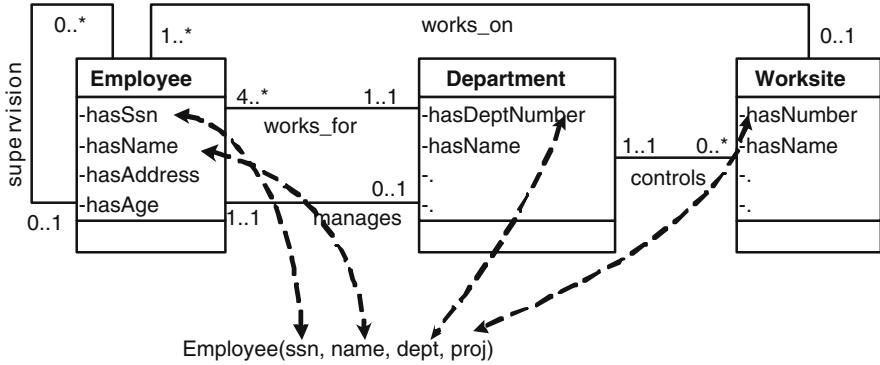 0..*
1..*
works_on
0..1
supervision
Employee
-hasSsn
-hasName
-hasAddress
-hasAge
0..1
4..*
1..1
works_for
1..1
manages
0..1
Department
-hasDeptNumber
-hasName
-.
-.
1..1
0..*
controls
Worksite
-hasNumber
-hasName
-.
-.
Employee(ssn, name, dept, proj)